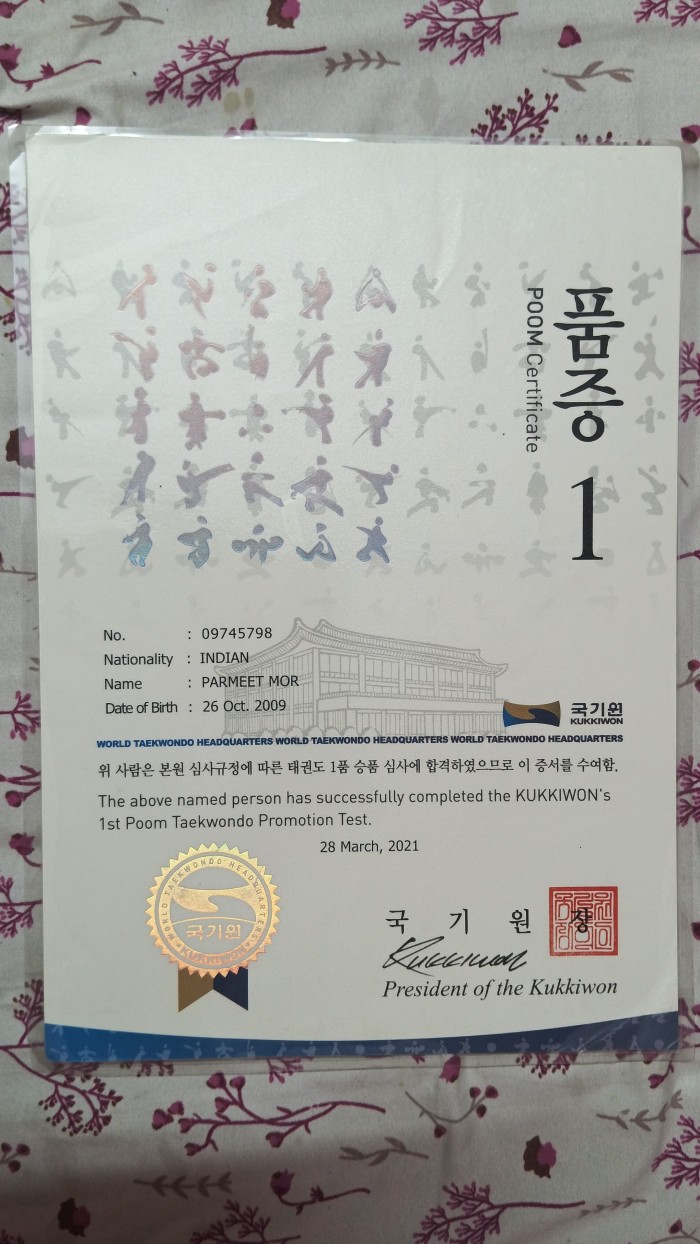 품증
POOM Certificate
1
No. : 09745798
Nationality : INDIAN
Name : PARMEET MOR
Date of Birth : 26 Oct. 2009
국기원
KUKKIWON
WORLD TAEKWONDO HEADQUARTERS WORLD TAEKWONDO HEADQUARTERS WORLD TAEKWONDO HEADQUARTERS
위 사람은 본원 심사규정에 따른 태권도 1품 승품 심사에 합격하였으므로 이 증서를 수여함.
The above named person has successfully completed the KUKKIWON's
1st Poom Taekwondo Promotion Test.
28 March, 2021
WORLD TAEKWONDO HEADQUARTERS
국기원
KUKKIWON
국 기 원 장
Kukkiwon
President of the Kukkiwon